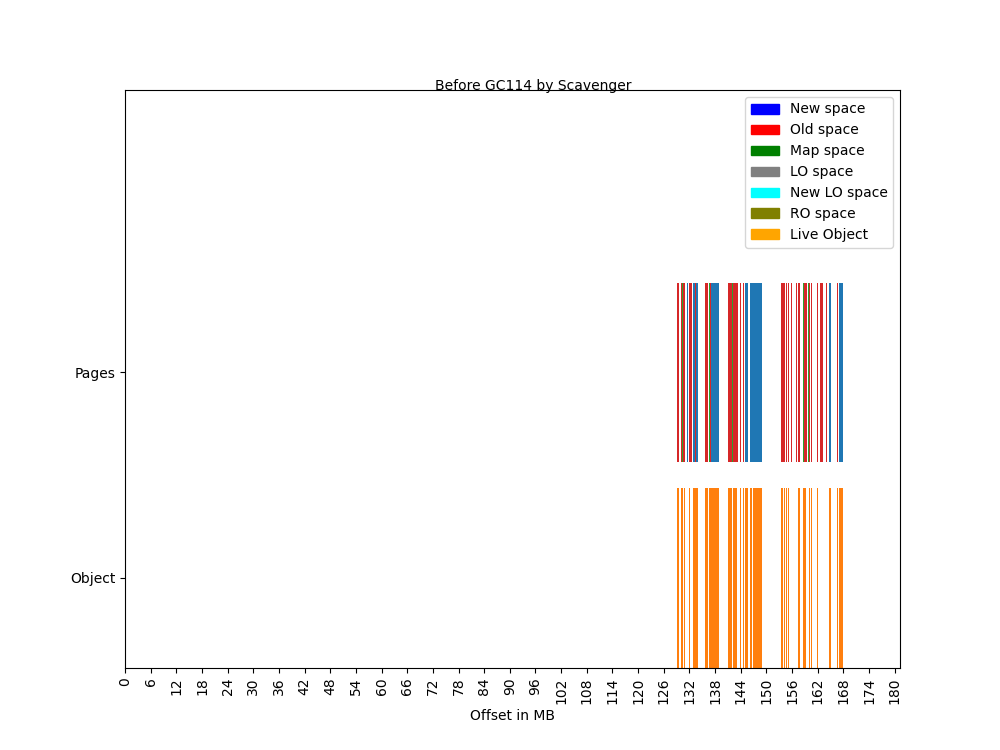 Before GC114 by Scavenger
New space
Old space
Map space
LO space
New LO space
RO space
Live Object
Pages
Object
0 6 12 18 24 30 36 42 48 54 60 66 72 78 84 90 96 102 108 114 120 126 132 138 144 150 156 162 168 174 180
Offset in MB